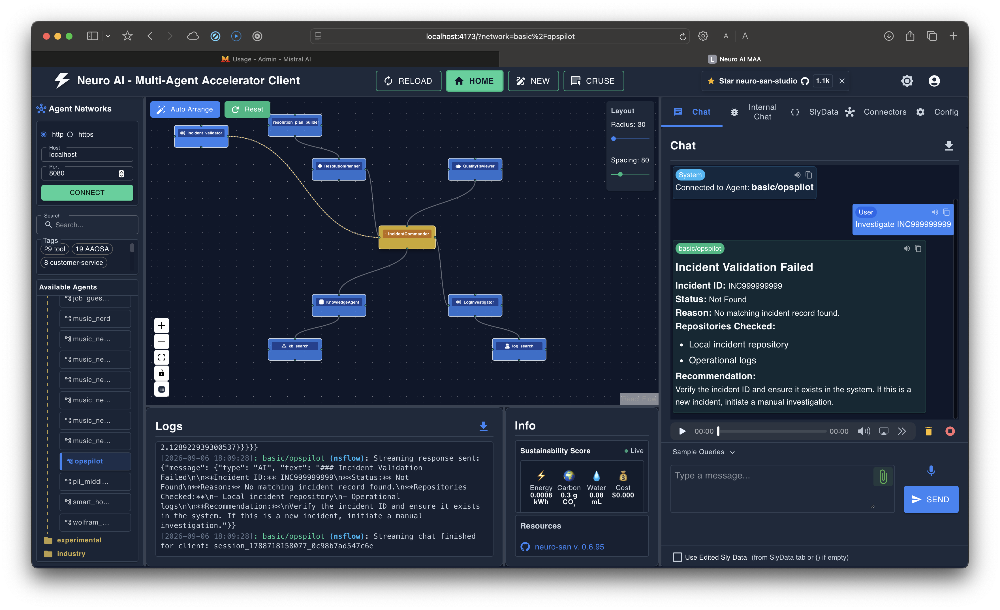 localhost:4173/?network=basic%2Fopspilot
A
A
Usage - Admin - Mistral AI
L Neuro AI MAA
Neuro AI - Multi-Agent Accelerator Client
RELOAD
HOME
NEW
CRUSE
Star neuro-san-studio 1.1k
Agent Networks
http
https
Host
localhost
Port
8080
CONNECT
Search
Search...
Tags
29 tool
19 AAOSA
8 customer-service
Available Agents
job_gues...
music_nerd
music_ne...
music_ne...
music_ne...
music_ne...
music_ne...
music_ne...
opspilot
pii_middl...
smart_ho...
wolfram_...
experimental
industry
Auto Arrange
Reset
resolution_plan_builder
incident_validator
ResolutionPlanner
QualityReviewer
IncidentCommander
KnowledgeAgent
LogInvestigator
kb_search
log_search
Layout
Radius: 30
Spacing: 80
React Flow
Logs
2.128922939300537}}}}}
[2026-09-06 18:09:28]: basic/opspilot (nsflow): Streaming response sent:
{"message": {"type": "AI", "text": "### Incident Validation
Failed\n\n**Incident ID:** INC999999999\n**Status:** Not
Found\n**Reason:** No matching incident record found.\n**Repositories
Checked:**\n- Local incident repository\n- Operational
logs\n\n**Recommendation:**\nVerify the incident ID and ensure it exists
in the system. If this is a new incident, initiate a manual
investigation."}}
[2026-09-06 18:09:28]: basic/opspilot (nsflow): Streaming chat finished
for client: session_1788718158077_0c98b7ad547c6e
Info
Sustainability Score
Live
Energy
0.0008
kWh
Carbon
0.3 g
CO₂
Water
0.08
mL
Cost
$0.000
Resources
neuro-san v. 0.6.95
Chat
Internal
Chat
SlyData
Connectors
Config
Chat
System
Connected to Agent: basic/opspilot
User
Investigate INC999999999
basic/opspilot
Incident Validation Failed
Incident ID: INC999999999
Status: Not Found
Reason: No matching incident record found.
Repositories Checked:
• Local incident repository
• Operational logs
Recommendation:
Verify the incident ID and ensure it exists in the system. If this is a
new incident, initiate a manual investigation.
00:00
00:00
Sample Queries
Type a message...
SEND
Use Edited Sly Data (from SlyData tab or {} if empty)